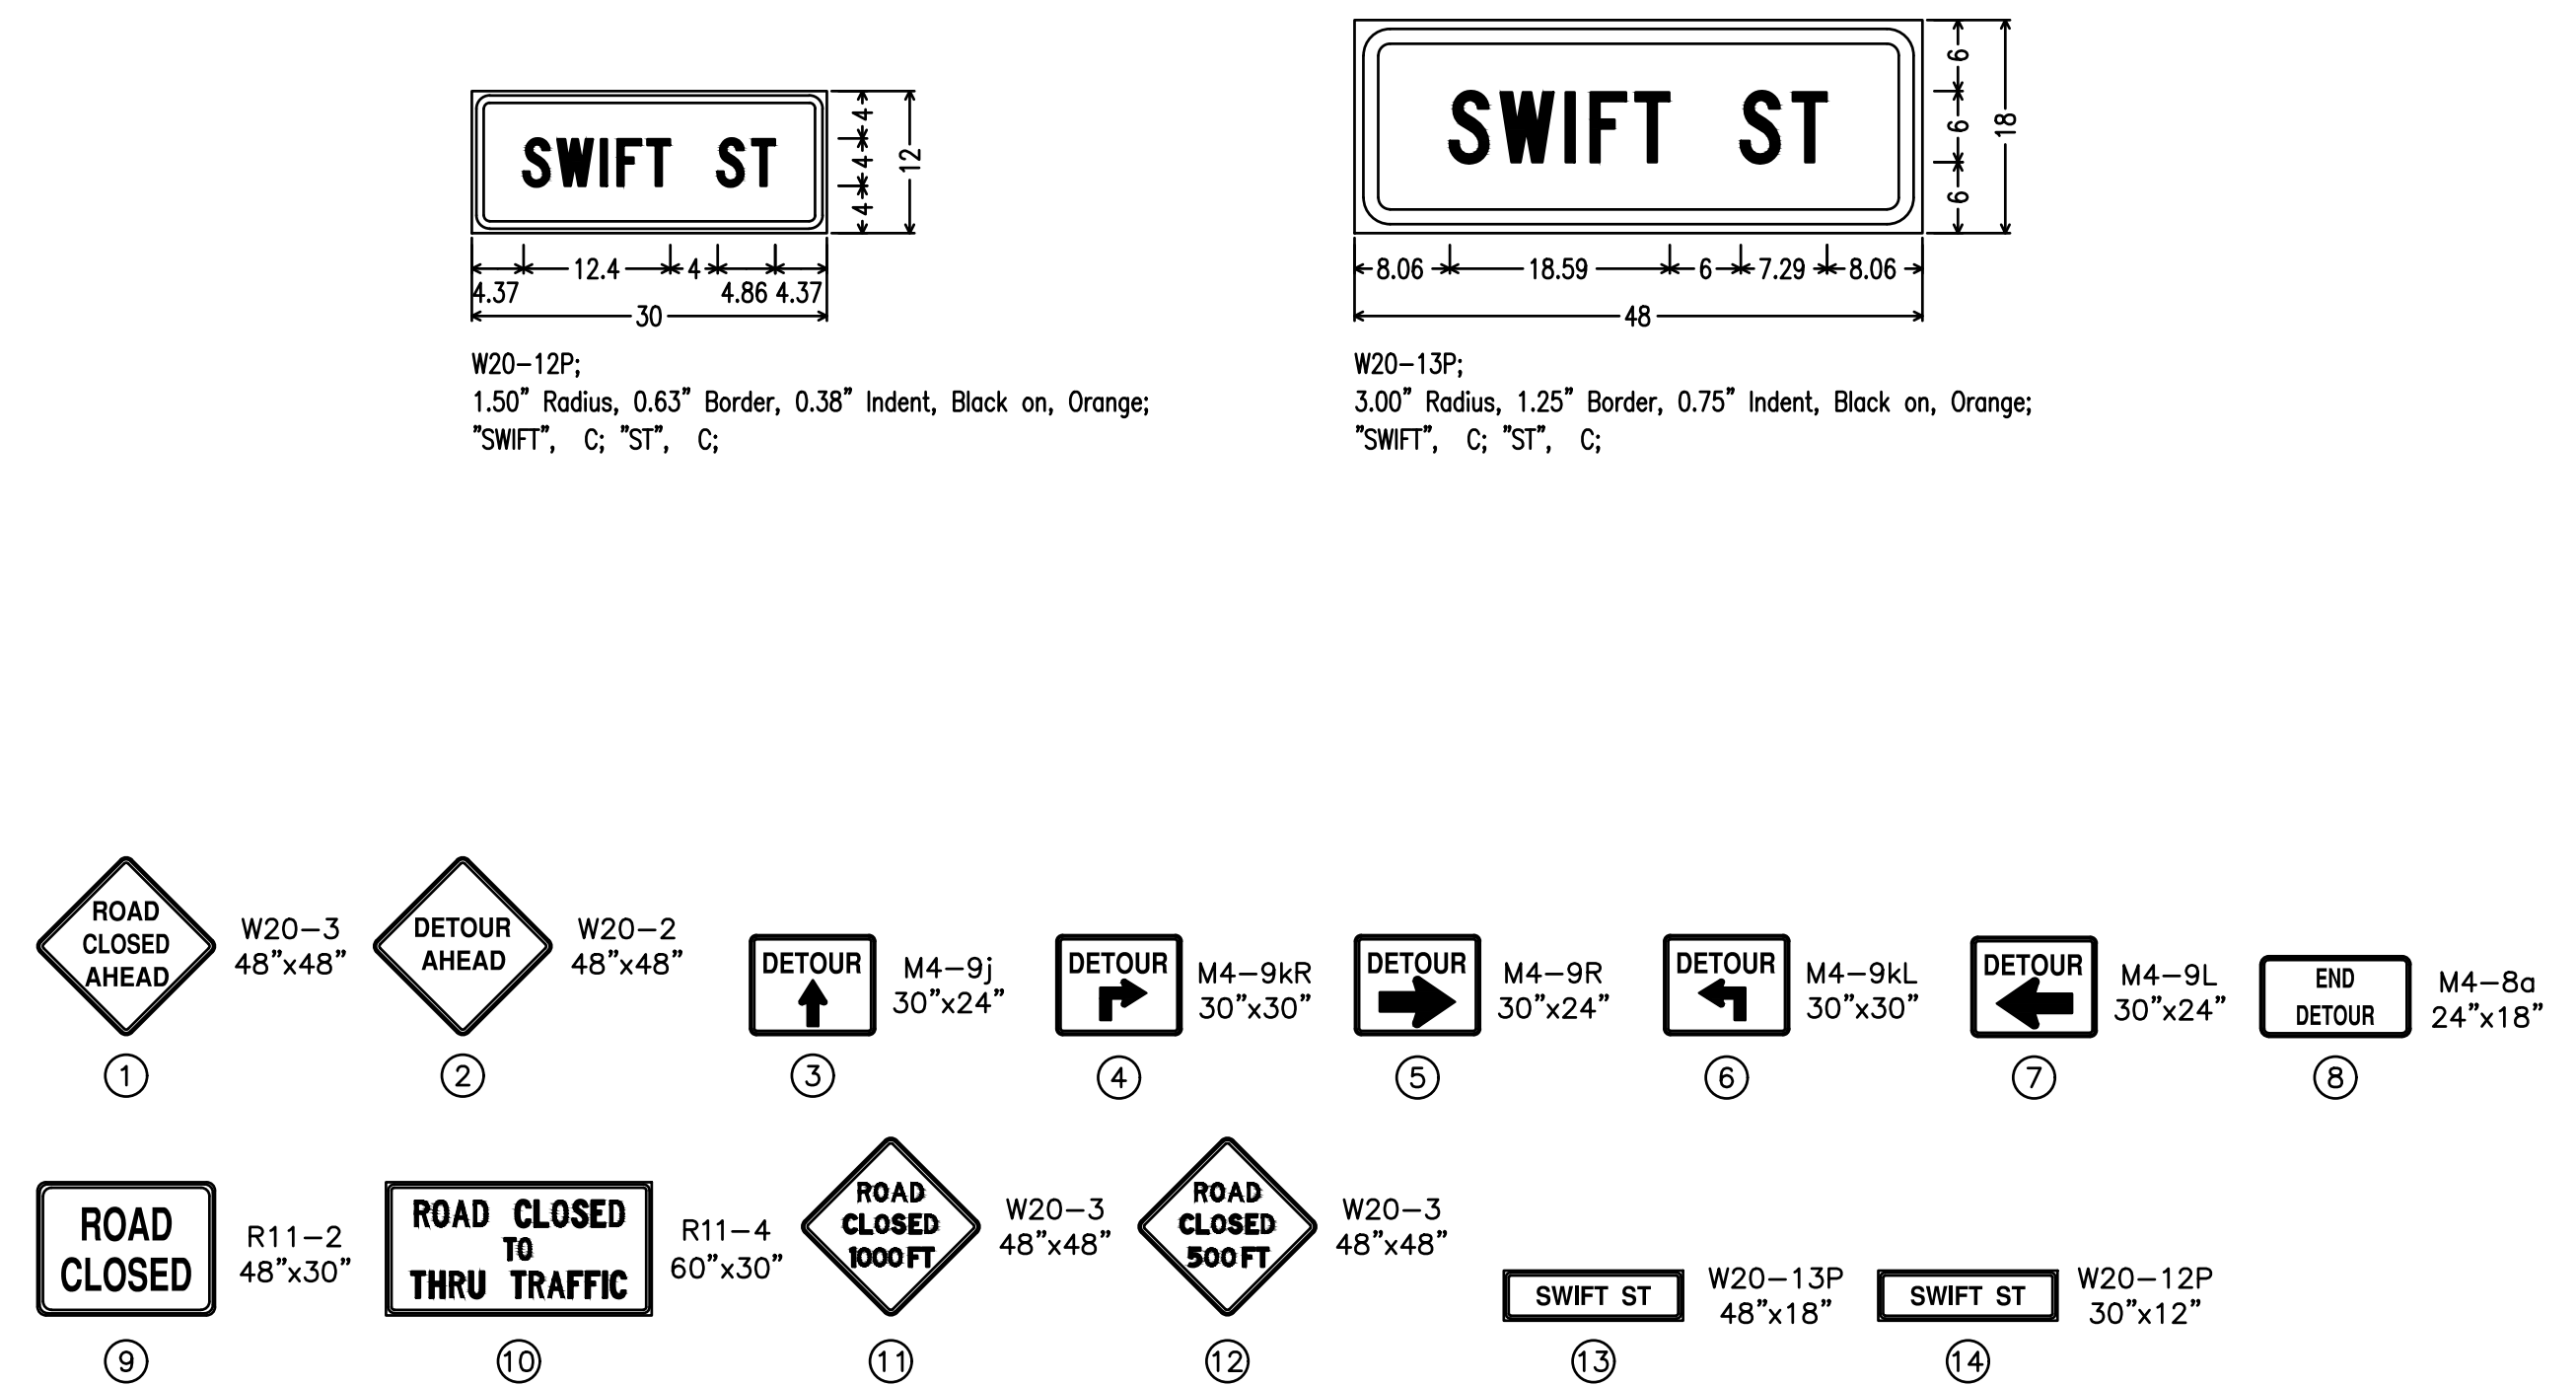 SWIFT ST
4
4
4
12
12.4
4
4.37
4.86
4.37
30
W20-12P;
1.50" Radius, 0.63" Border, 0.38" Indent, Black on, Orange;
"SWIFT", C; "ST", C;
SWIFT ST
6
6
6
18
8.06
18.59
6
7.29
8.06
48
W20-13P;
3.00" Radius, 1.25" Border, 0.75" Indent, Black on, Orange;
"SWIFT", C; "ST", C;
ROAD
CLOSED
AHEAD
W20-3
48"x48"
1
DETOUR
AHEAD
W20-2
48"x48"
2
DETOUR
M4-9j
30"x24"
3
DETOUR
M4-9kR
30"x30"
4
DETOUR
M4-9R
30"x24"
5
DETOUR
M4-9kL
30"x30"
6
DETOUR
M4-9L
30"x24"
7
END
DETOUR
M4-8a
24"x18"
8
ROAD
CLOSED
R11-2
48"x30"
9
ROAD CLOSED
TO
THRU TRAFFIC
R11-4
60"x30"
10
ROAD
CLOSED
1000 FT
W20-3
48"x48"
11
ROAD
CLOSED
500 FT
W20-3
48"x48"
12
SWIFT ST
W20-13P
48"x18"
13
SWIFT ST
W20-12P
30"x12"
14